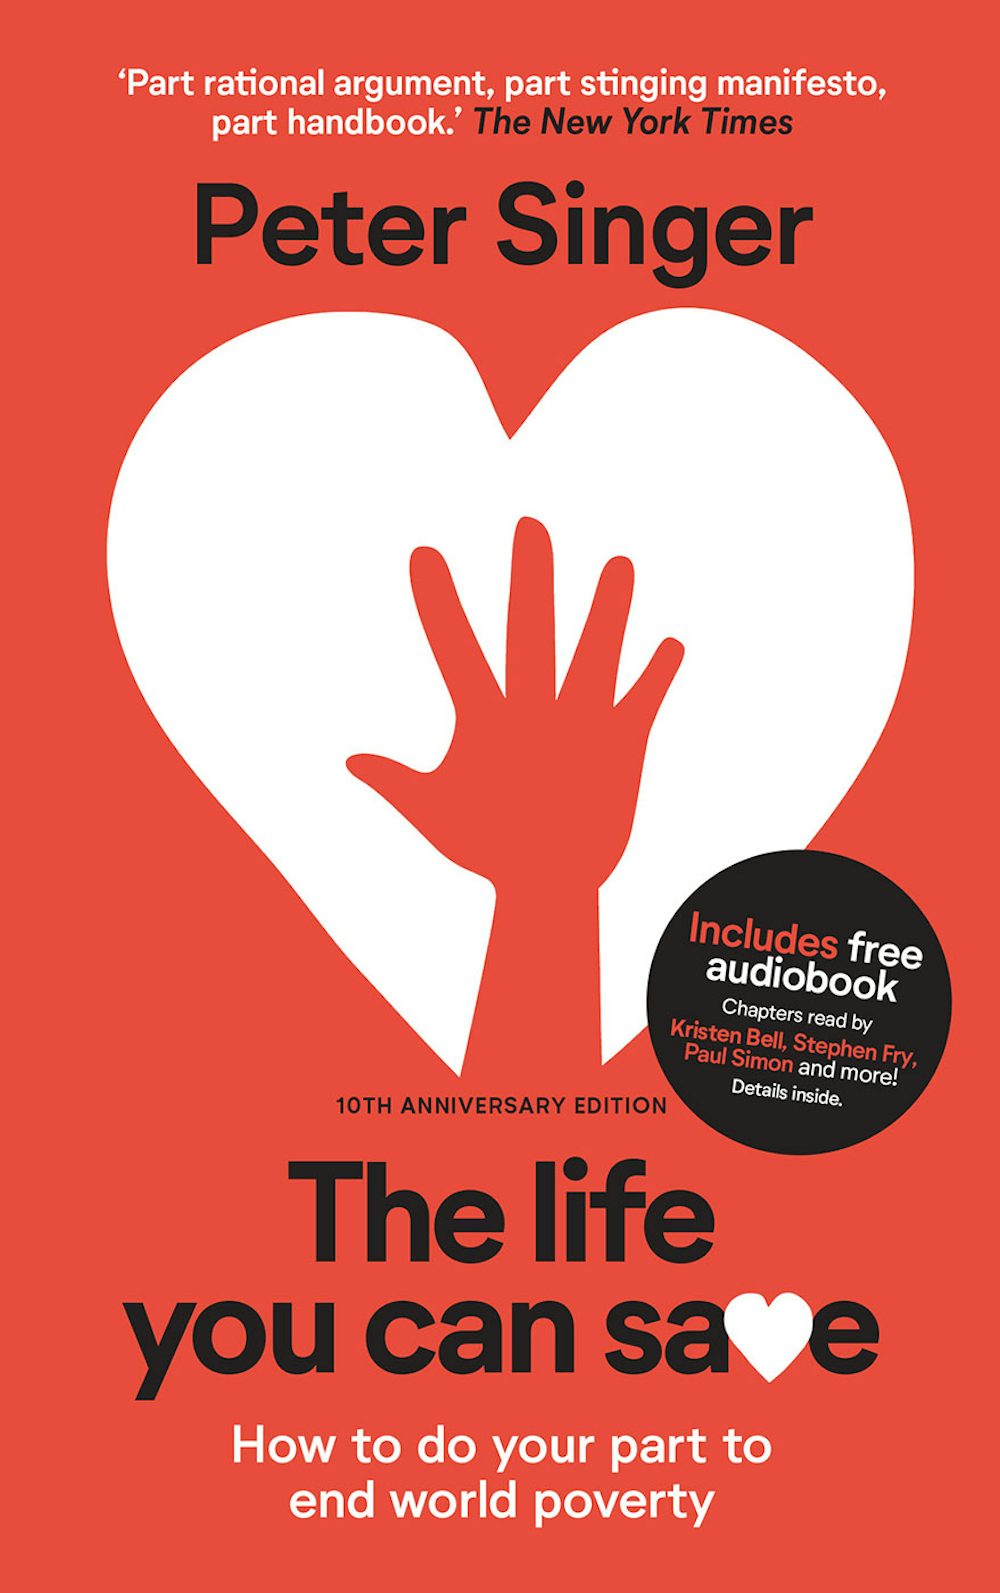 ‘Part rational argument, part stinging manifesto,
part handbook.’ The New York Times
Peter Singer
Includes free
audiobook
Chapters read by
Kristen Bell, Stephen Fry,
Paul Simon and more!
Details inside.
10TH ANNIVERSARY EDITION
The life
you can save
How to do your part to
end world poverty